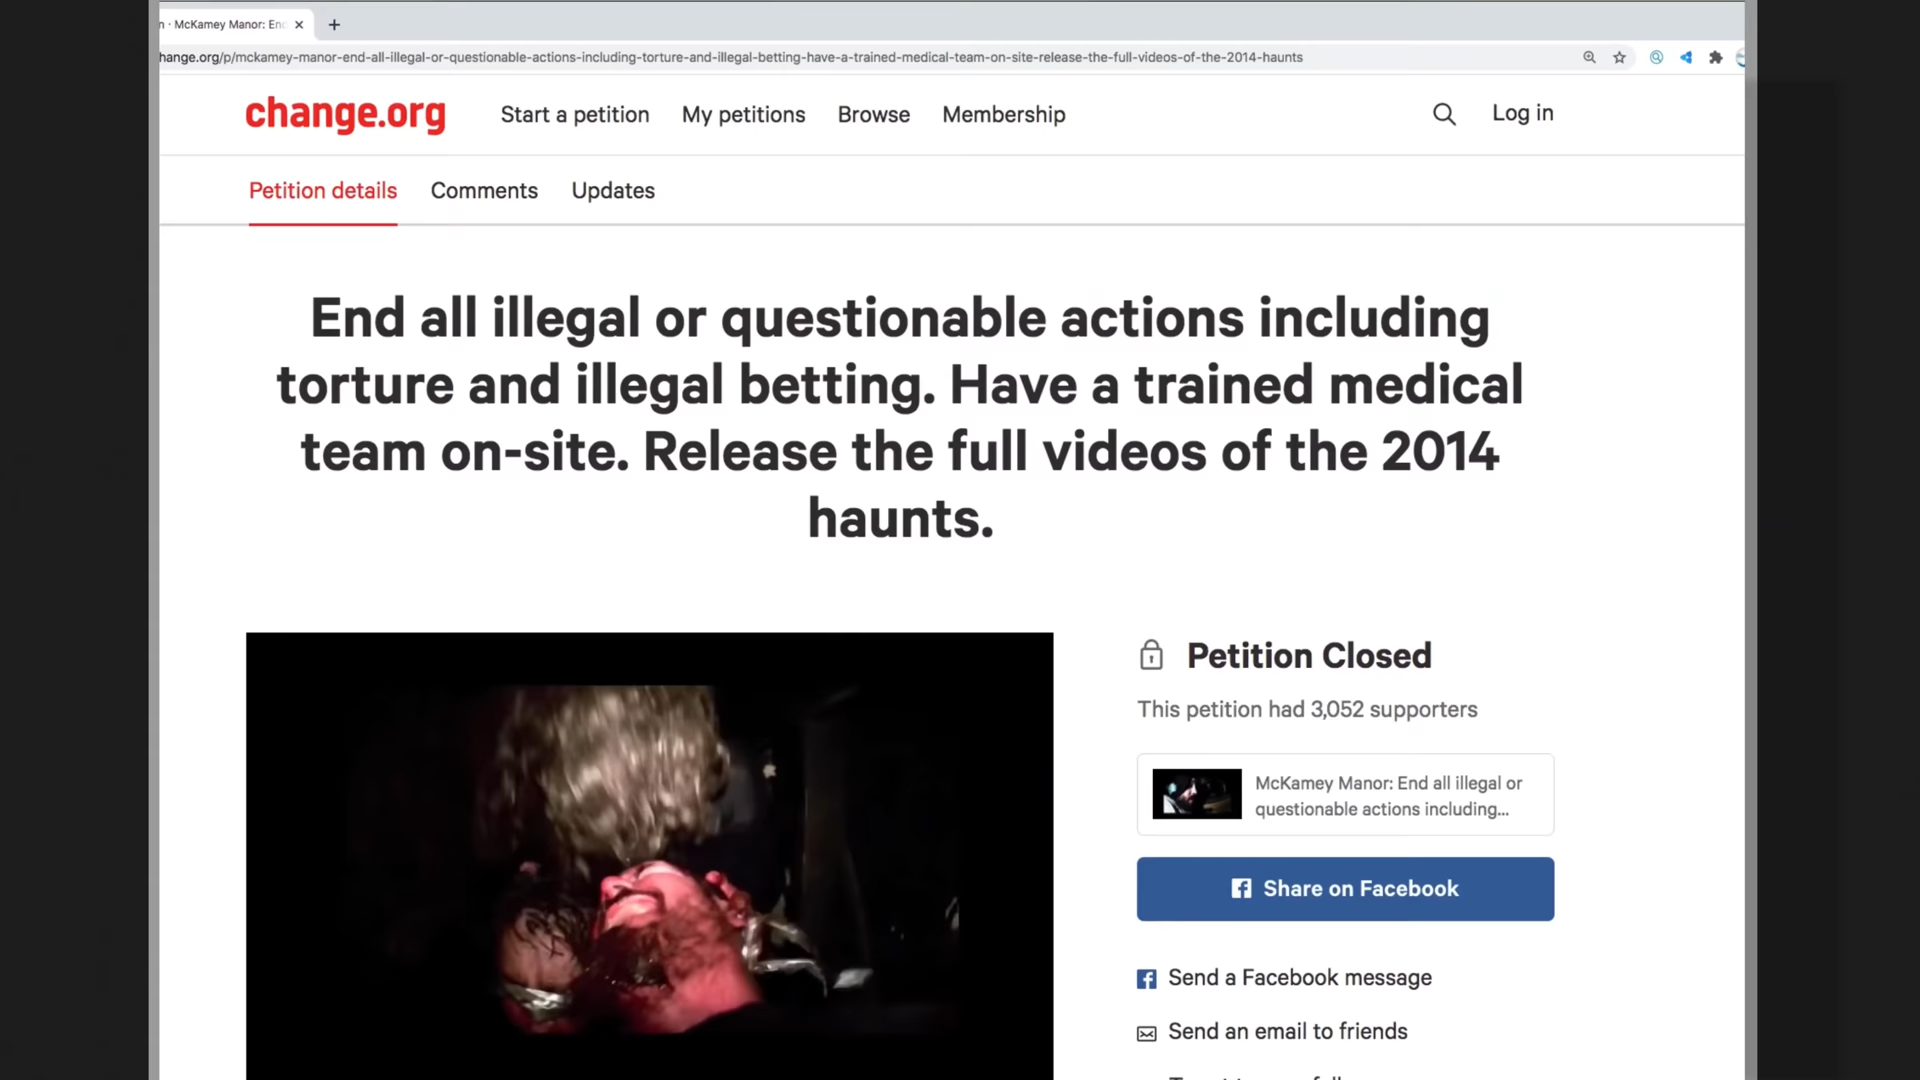 n · McKamey Manor: End
hange.org/p/mckamey-manor-end-all-illegal-or-questionable-actions-including-torture-and-illegal-betting-have-a-trained-medical-team-on-site-release-the-full-videos-of-the-2014-haunts
change.org
Start a petition
My petitions
Browse
Membership
Log in
Petition details
Comments
Updates
End all illegal or questionable actions including
torture and illegal betting. Have a trained medical
team on-site. Release the full videos of the 2014
haunts.
Petition Closed
This petition had 3,052 supporters
McKamey Manor: End all illegal or
questionable actions including...
Share on Facebook
Send a Facebook message
Send an email to friends